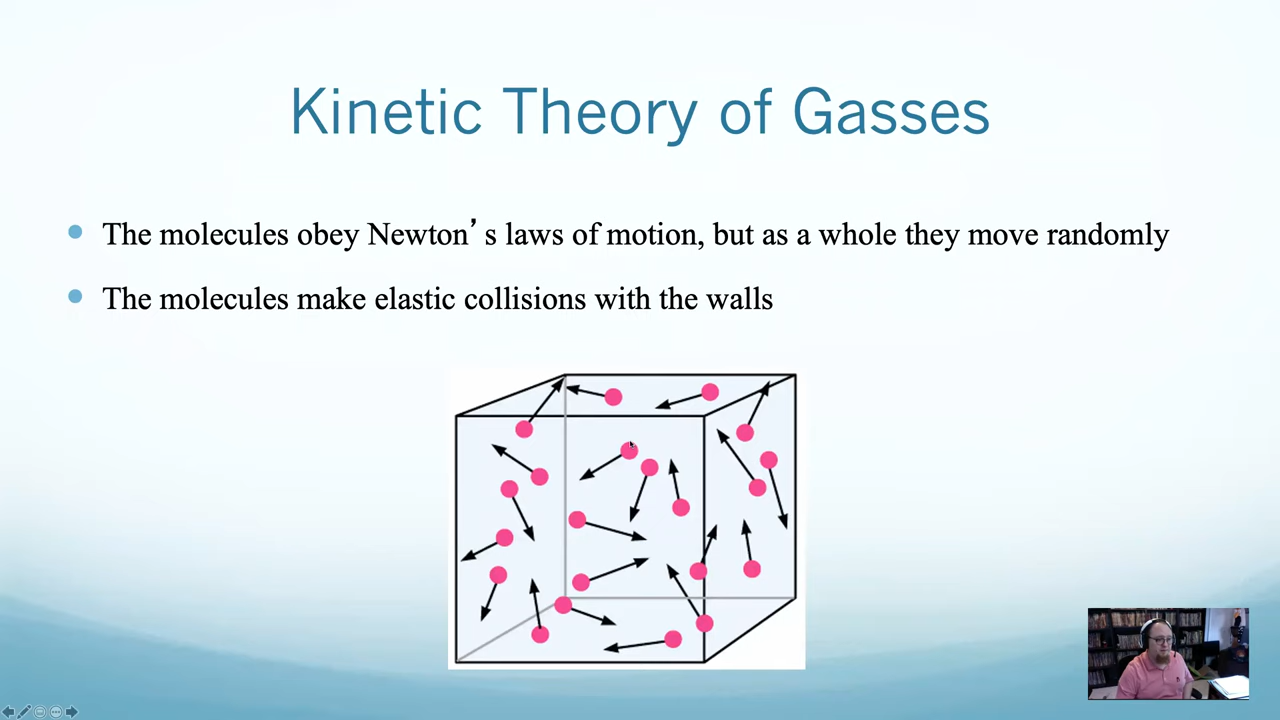 Kinetic Theory of Gasses
The molecules obey Newton’s laws of motion, but as a whole they move randomly
The molecules make elastic collisions with the walls